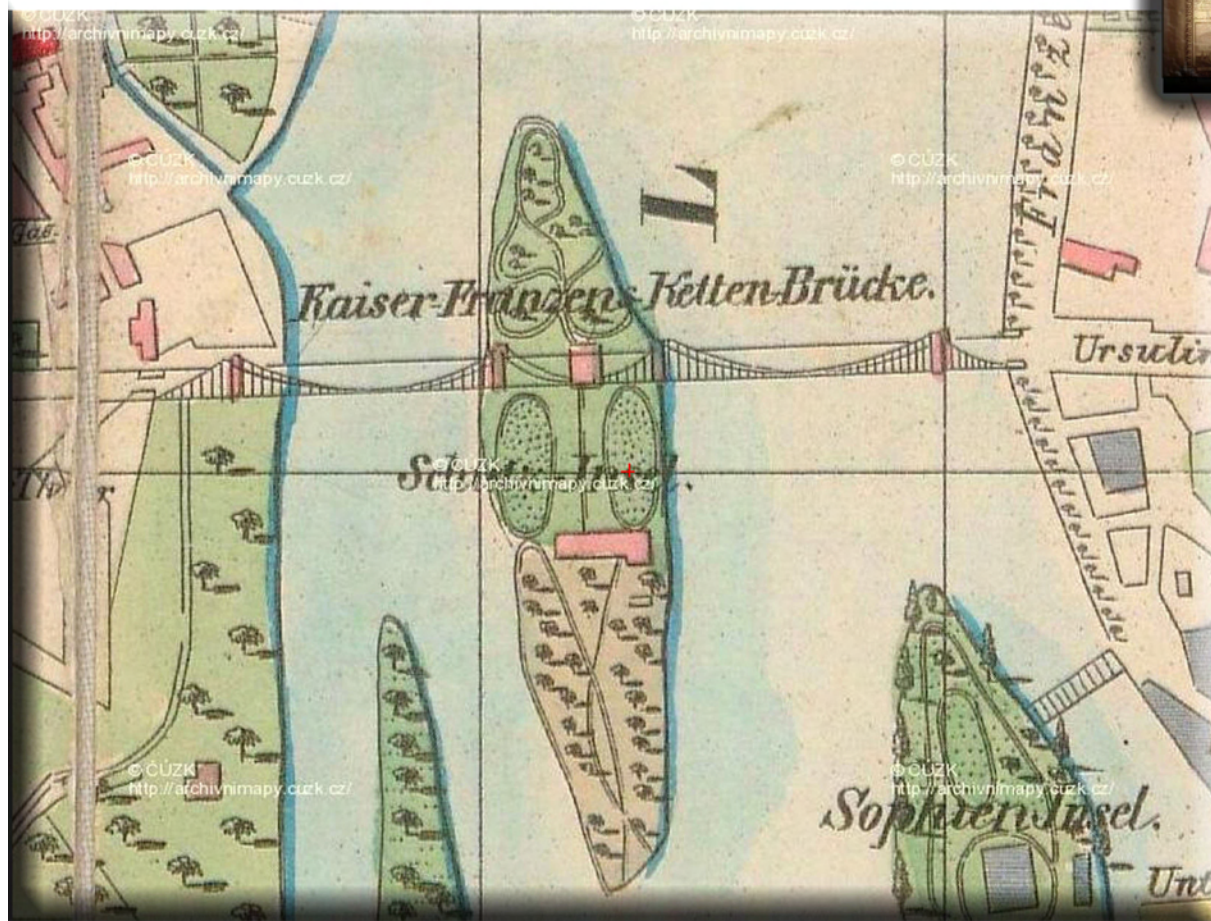 © ČÚZK
http://archivnimapy.cuzk.cz/
© ČÚZK
http://archivnimapy.cuzk.cz/
© ČÚZK
http://archivnimapy.cuzk.cz/
© ČÚZK
http://archivnimapy.cuzk.cz/
L
Gas-
Kaiser-Franzens-Ketten-Brücke.
Ursulin
© ČÚZK
http://archivnimapy.cuzk.cz/
Insel.
© ČÚZK
http://archivnimapy.cuzk.cz/
© ČÚZK
http://archivnimapy.cuzk.cz/
Sophien Insel.
Unt